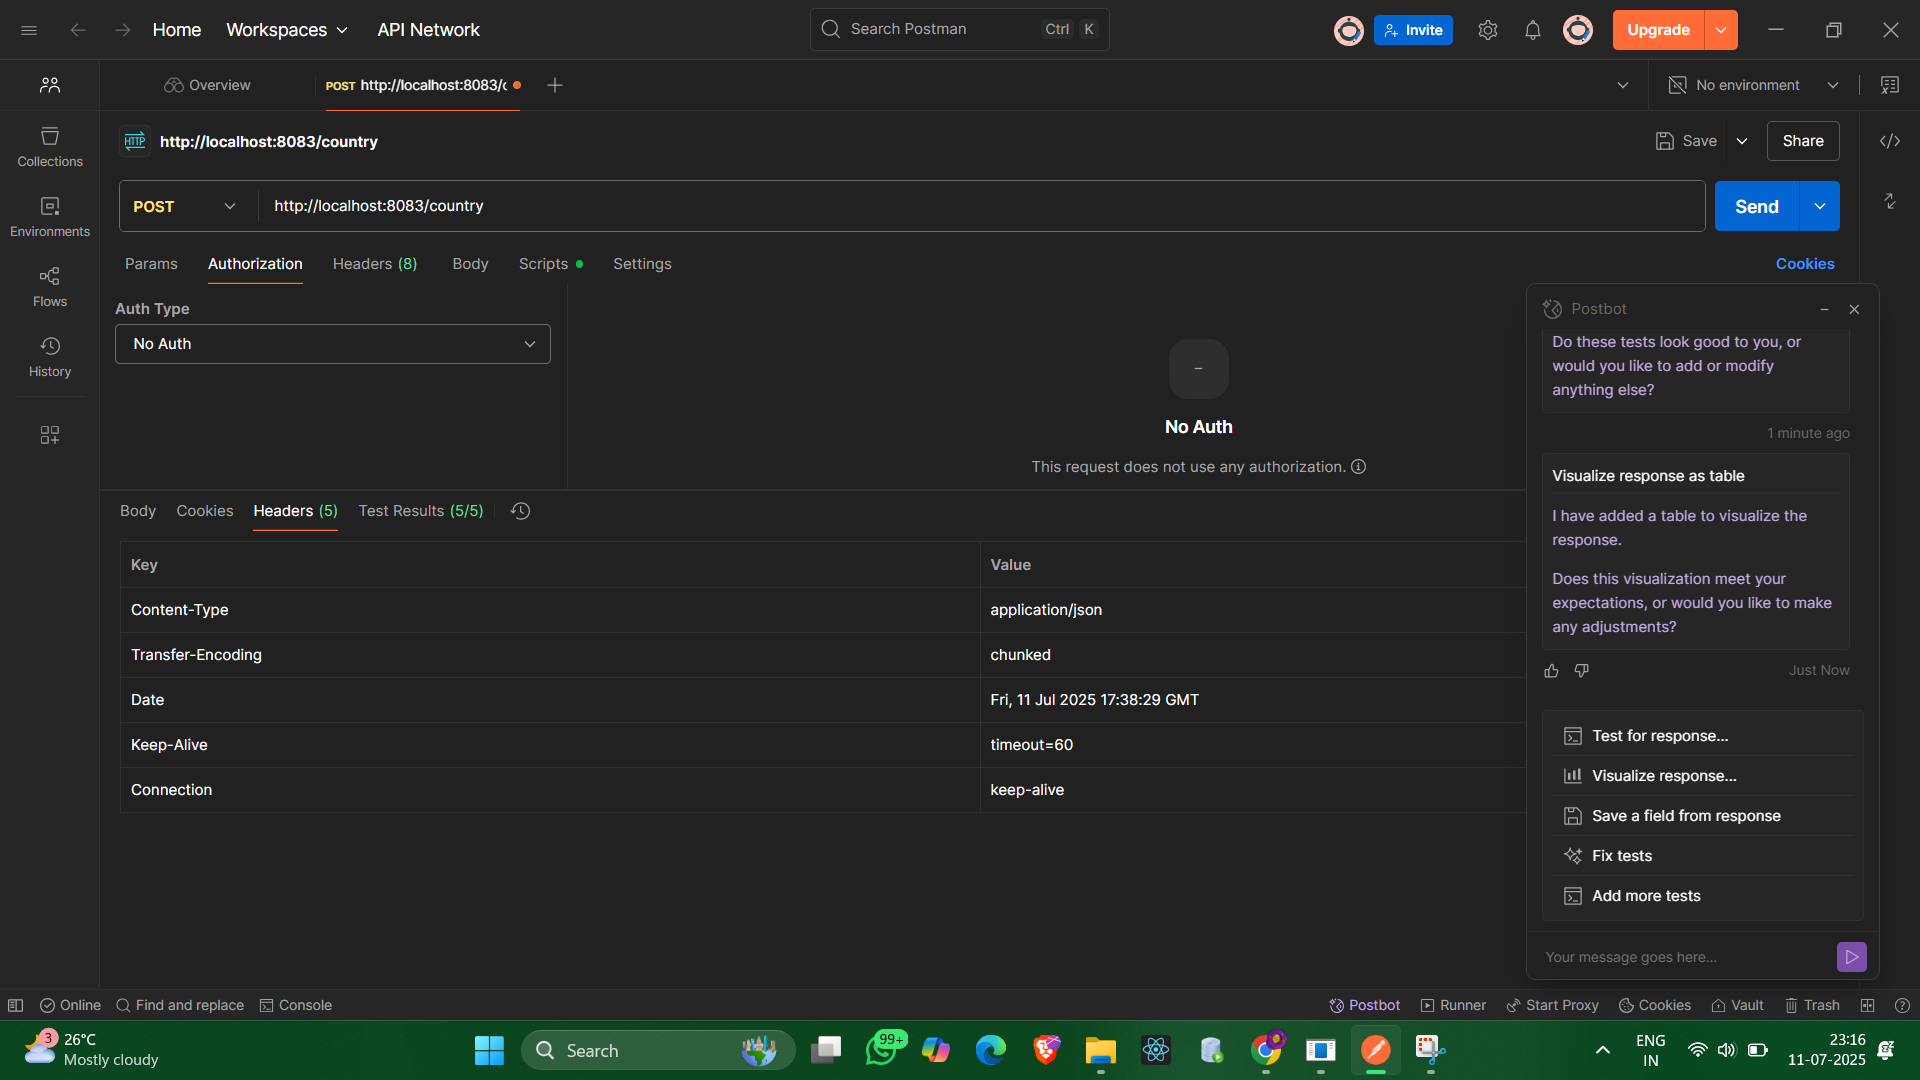 Home Workspaces API Network Search Postman Ctrl K Invite Upgrade
Overview POST http://localhost:8083/c No environment
HTTP http://localhost:8083/country Save Share
POST http://localhost:8083/country Send
Params Authorization Headers (8) Body Scripts Settings Cookies
Collections
Environments
Flows
History
Auth Type
No Auth
No Auth
This request does not use any authorization.
Body Cookies Headers (5) Test Results (5/5)
Key Value
Content-Type application/json
Transfer-Encoding chunked
Date Fri, 11 Jul 2025 17:38:29 GMT
Keep-Alive timeout=60
Connection keep-alive
Postbot
Do these tests look good to you, or
would you like to add or modify
anything else?
1 minute ago
Visualize response as table
I have added a table to visualize the
response.
Does this visualization meet your
expectations, or would you like to make
any adjustments?
Just Now
Test for response...
Visualize response...
Save a field from response
Fix tests
Add more tests
Your message goes here...
Online Find and replace Console Postbot Runner Start Proxy Cookies Vault Trash
3 26°C
Mostly cloudy
Search
99+
ENG
IN
23:16
11-07-2025